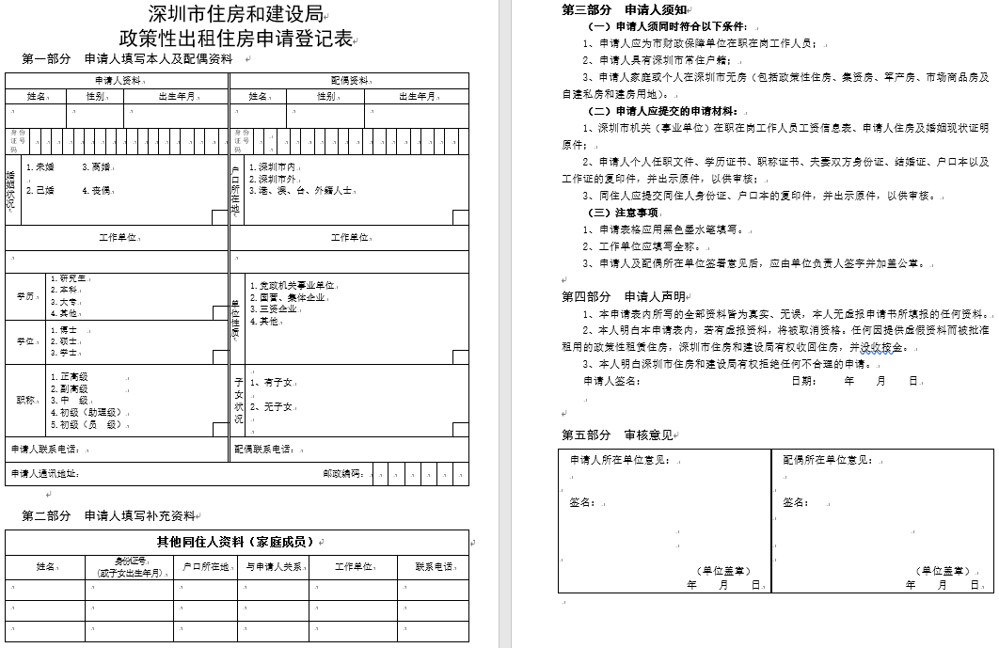 深圳市住房和建设局
政策性出租住房申请登记表
第一部分 申请人填写本人及配偶资料
申请人资料 配偶资料
姓名 性别 出生年月 姓名 性别 出生年月
身份证号码 身份证号码
婚姻状况
1.未婚 3.离婚
2.已婚 4.丧偶
户口所在地
1.深圳市内
2.深圳市外
3.港、澳、台、外籍人士
工作单位 工作单位
学历
1.研究生
2.本科
3.大专
4.其他
单位性质
1.党政机关事业单位
2.国营、集体企业
3.三资企业
4.其他
学位
1.博士
2.硕士
3.学士
职称
1.正高级
2.副高级
3.中 级
4.初级（助理级）
5.初级（员 级）
子女状况
1、有子女
2、无子女
申请人联系电话： 配偶联系电话：
申请人通讯地址： 邮政编码：
第二部分 申请人填写补充资料
其他同住人资料（家庭成员）
姓名 身份证号（或子女出生年月） 户口所在地 与申请人关系 工作单位 联系电话
第三部分 申请人须知
（一）申请人须同时符合以下条件：
1、申请人应为市财政保障单位在职在岗工作人员；
2、申请人具有深圳市常住户籍；
3、申请人家庭或个人在深圳市无房（包括政策性住房、集资房、军产房、市场商品房及
自建私房和建房用地）。
（二）申请人应提交的申请材料：
1、深圳市机关（事业单位）在职在岗工作人员工资信息表、申请人住房及婚姻现状证明
原件；
2、申请人个人任职文件、学历证书、职称证书、夫妻双方身份证、结婚证、户口本以及
工作证的复印件，并出示原件，以供审核；
3、同住人应提交同住人身份证、户口本的复印件，并出示原件，以供审核。
（三）注意事项
1、申请表格应用黑色墨水笔填写。
2、工作单位应填写全称。
3、申请人及配偶所在单位签署意见后，应由单位负责人签字并加盖公章。
第四部分 申请人声明
1、本申请表内所写的全部资料皆为真实、无误，本人无虚报申请书所填报的任何资料。
2、本人明白本申请表内，若有虚报资料，将被取消资格。任何因提供虚假资料而被批准
租用的政策性租赁住房，深圳市住房和建设局有权收回住房，并没收按金。
3、本人明白深圳市住房和建设局有权拒绝任何不合理的申请。
申请人签名： 日期： 年 月 日
第五部分 审核意见
申请人所在单位意见： 配偶所在单位意见：
签名： 签名：
（单位盖章） （单位盖章）
年 月 日 年 月 日